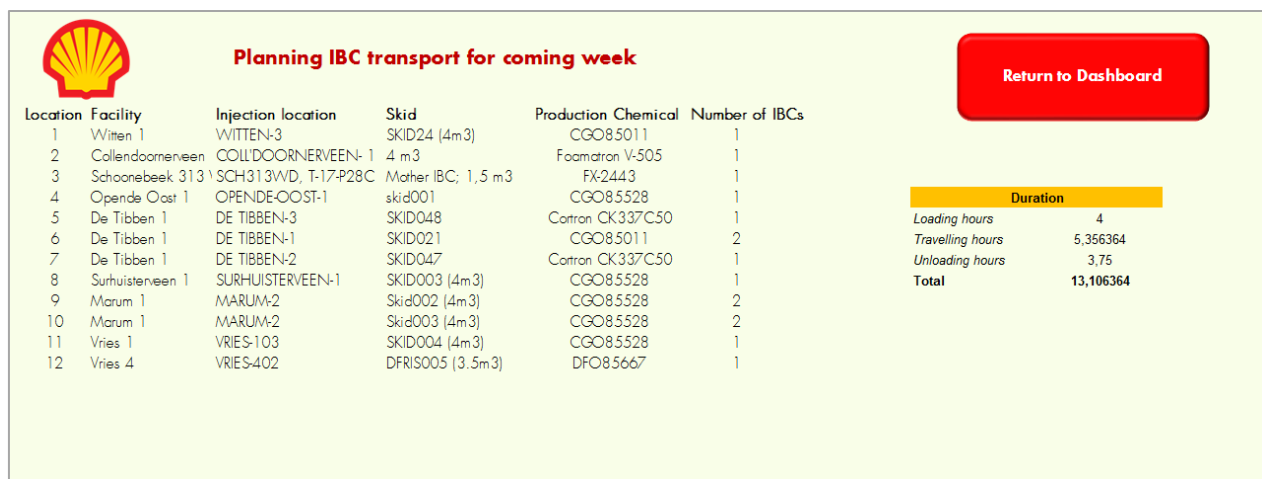 Planning IBC transport for coming week
Return to Dashboard
Location Facility Injection location Skid Production Chemical Number of IBCs
1 Witten 1 WITTEN-3 SKID24 (4m3) CGO85011 1
2 Collendoornerveen COLL'DOORNERVEEN- 1 4 m3 Foamatron V-505 1
3 Schoonebeek 313 SCH313WD, T-17-P28C Mother IBC; 1,5 m3 FX-2443 1
4 Opende Oost 1 OPENDE-OOST-1 skid001 CGO85528 1
5 De Tibben 1 DE TIBBEN-3 SKID048 Cortron CK337C50 1
6 De Tibben 1 DE TIBBEN-1 SKID021 CGO85011 2
7 De Tibben 1 DE TIBBEN-2 SKID047 Cortron CK337C50 1
8 Surhuisterveen 1 SURHUISTERVEEN-1 SKID003 (4m3) CGO85528 1
9 Marum 1 MARUM-2 Skid002 (4m3) CGO85528 2
10 Marum 1 MARUM-2 Skid003 (4m3) CGO85528 2
11 Vries 1 VRIES-103 SKID004 (4m3) CGO85528 1
12 Vries 4 VRIES-402 DFRIS005 (3.5m3) DFO85667 1
Duration
Loading hours 4
Travelling hours 5,356364
Unloading hours 3,75
Total 13,106364